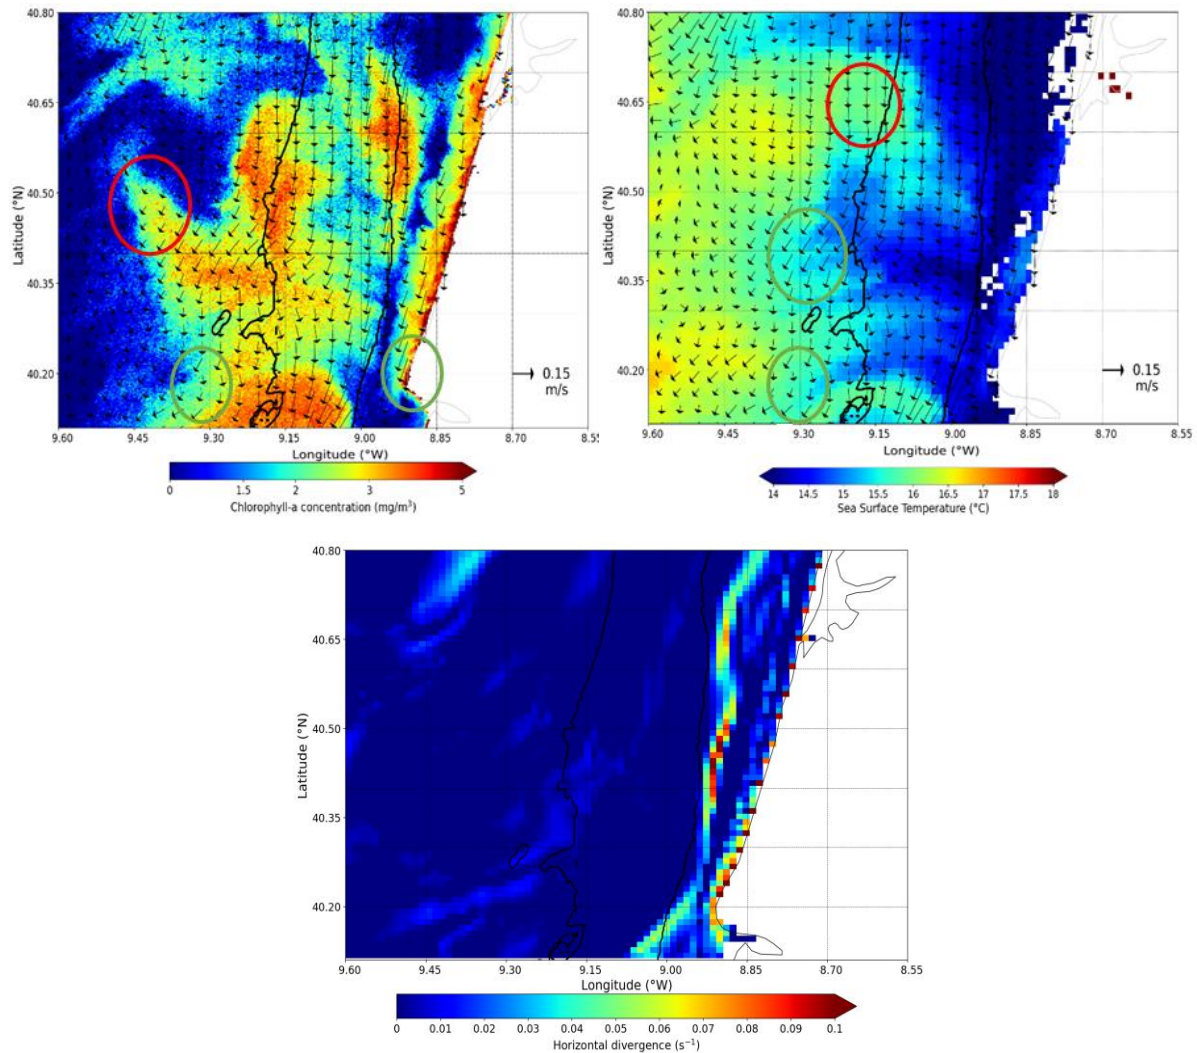 40.80
40.65
40.50
40.35
40.20
Latitude (°N)
0.15
m/s
9.60 9.45 9.30 9.15 9.00 8.85 8.70 8.55
Longitude (°W)
0 1.5 2 3 5
Chlorophyll-a concentration (mg/m³)
40.80
40.65
40.50
40.35
40.20
Latitude (°N)
0.15
m/s
9.60 9.45 9.30 9.15 9.00 8.85 8.70 8.55
Longitude (°W)
14 14.5 15 15.5 16 16.5 17 17.5 18
Sea Surface Temperature (°C)
40.80
40.65
40.50
40.35
40.20
Latitude (°N)
9.60 9.45 9.30 9.15 9.00 8.85 8.70 8.55
Longitude (°W)
0 0.01 0.02 0.03 0.04 0.05 0.06 0.07 0.08 0.09 0.1
Horizontal divergence (s⁻¹)